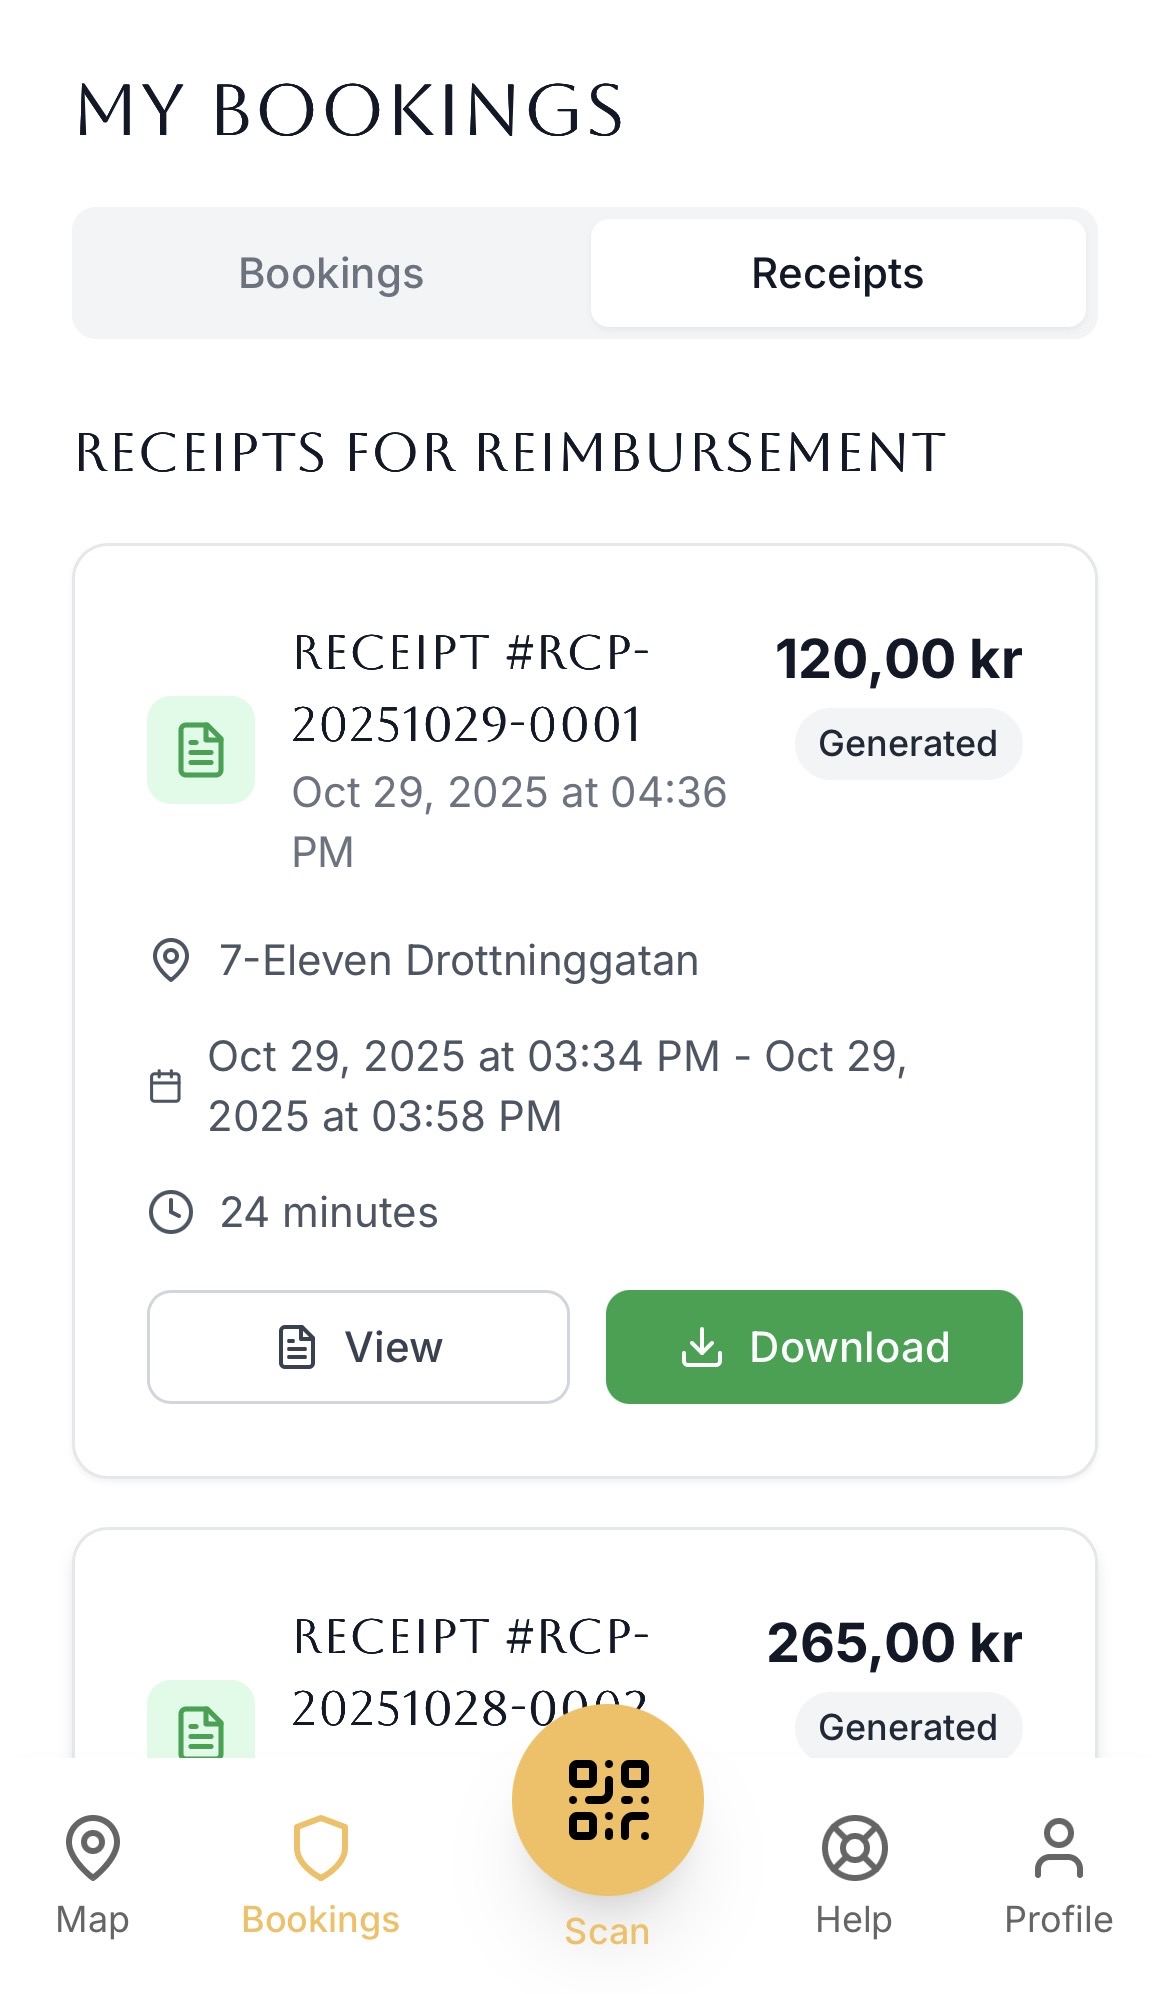 MY BOOKINGS
Bookings
Receipts
RECEIPTS FOR REIMBURSEMENT
RECEIPT #RCP-
20251029-0001
120,00 kr
Generated
Oct 29, 2025 at 04:36
PM
7-Eleven Drottninggatan
Oct 29, 2025 at 03:34 PM - Oct 29,
2025 at 03:58 PM
24 minutes
View
Download
RECEIPT #RCP-
20251028-0002
265,00 kr
Generated
Map
Bookings
Scan
Help
Profile